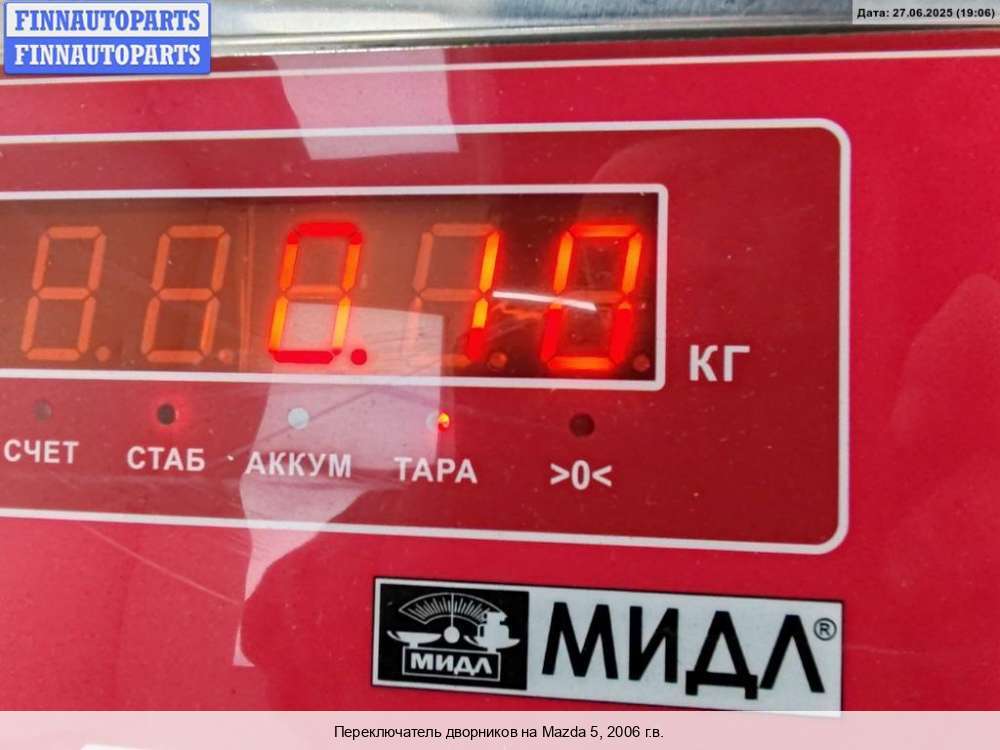 FINNAUTOPARTS
FINNAUTOPARTS
Дата: 27.06.2025 (19:06)
0.10
КГ
СЧЕТ СТАБ АККУМ ТАРА >0<
МИДЛ
МИДЛ®
Переключатель дворников на Mazda 5, 2006 г.в.